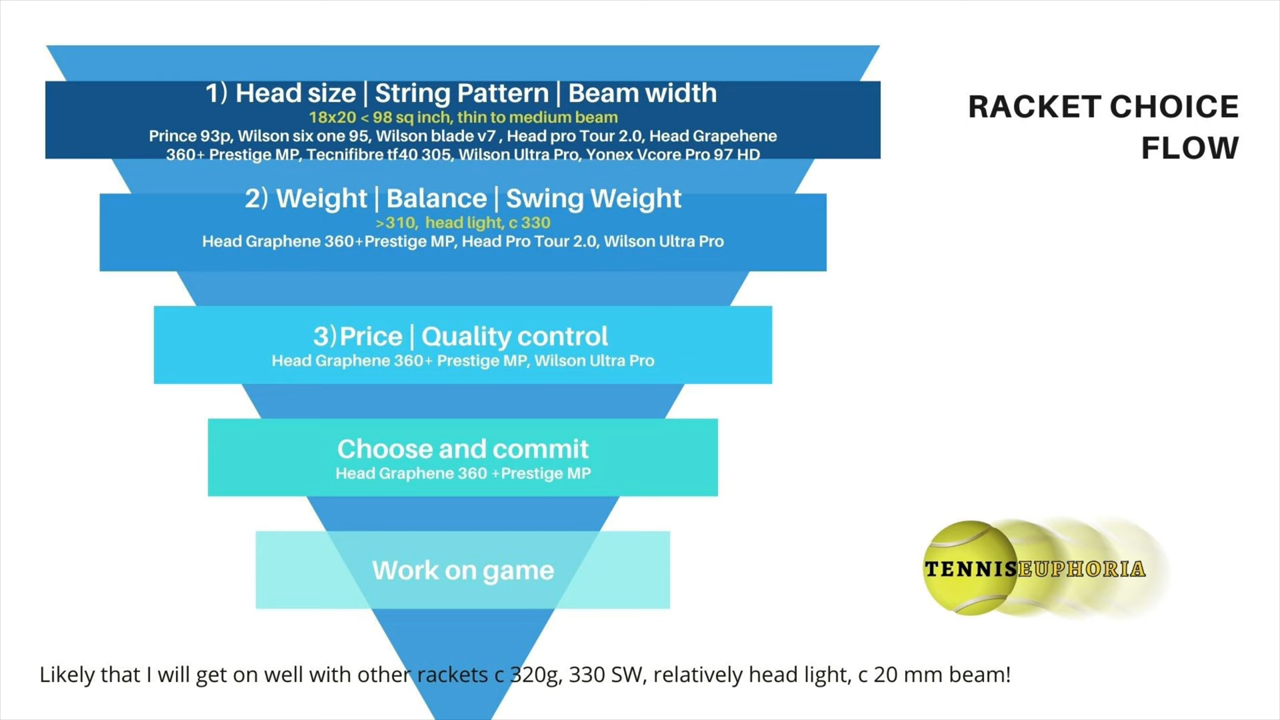 1) Head size | String Pattern | Beam width
18x20 < 98 sq inch, thin to medium beam
Prince 93p, Wilson six one 95, Wilson blade v7 , Head pro Tour 2.0, Head Grapehene
360+ Prestige MP, Tecnifibre tf40 305, Wilson Ultra Pro, Yonex Vcore Pro 97 HD
RACKET CHOICE
FLOW
2) Weight | Balance | Swing Weight
>310, head light, c 330
Head Graphene 360+Prestige MP, Head Pro Tour 2.0, Wilson Ultra Pro
3)Price | Quality control
Head Graphene 360+ Prestige MP, Wilson Ultra Pro
Choose and commit
Head Graphene 360 +Prestige MP
Work on game
TENNISEUPHORIA
Likely that I will get on well with other rackets c 320g, 330 SW, relatively head light, c 20 mm beam!